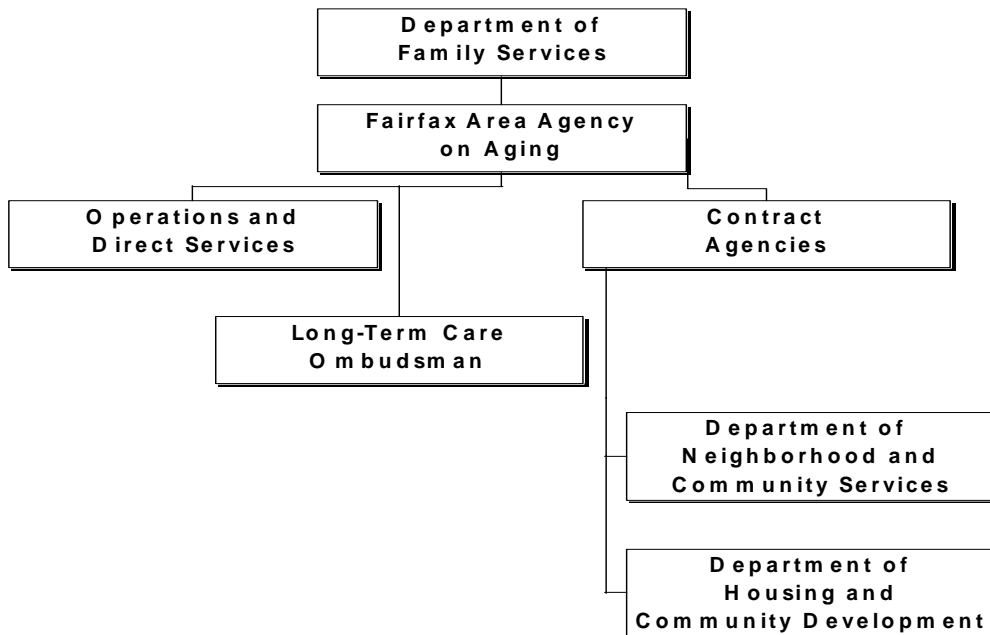 Department of
Family Services
Fairfax Area Agency
on Aging
Operations and
Direct Services
Contract
Agencies
Long-Term Care
Ombudsman
Department of
Neighborhood and
Community Services
Department of
Housing and
Community Development